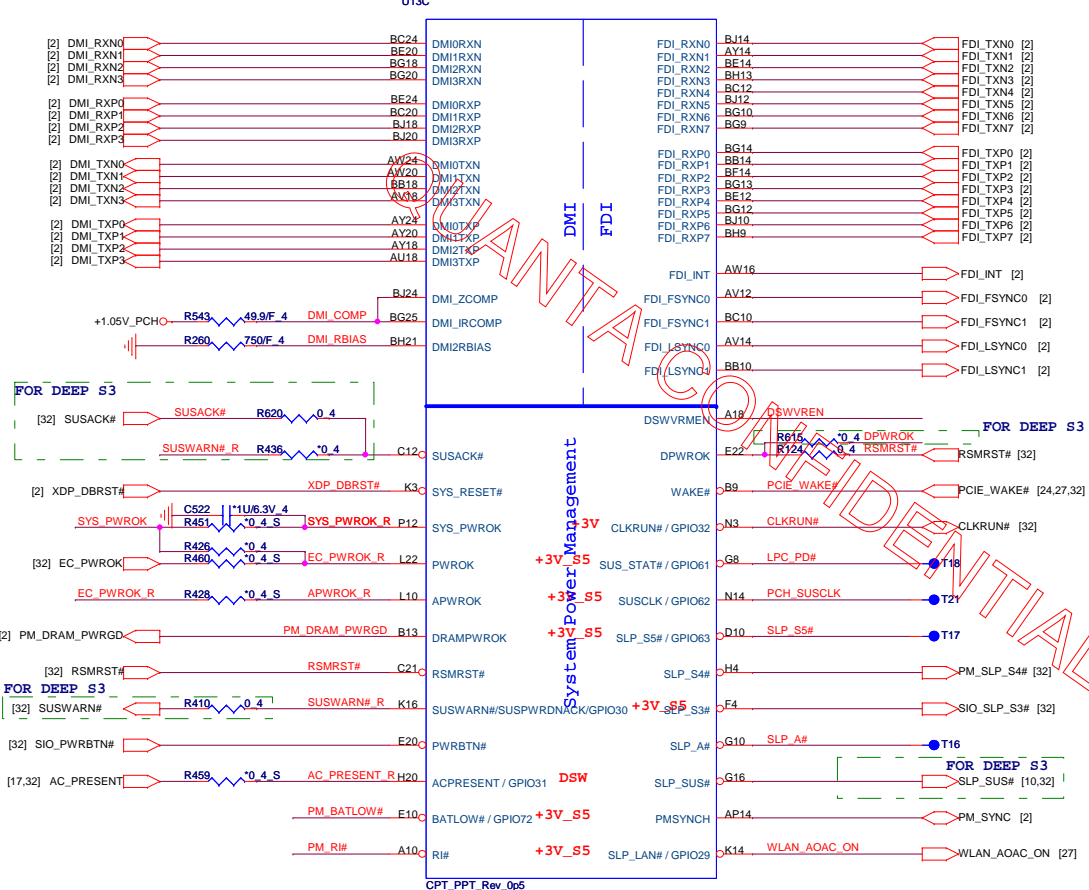 U13C
[2] DMI_RXN0 BC24 DMI0RXN FDI_RXN0 BJ14 FDI_TXN0 [2]
[2] DMI_RXN1 BE20 DMI1RXN FDI_RXN1 AY14 FDI_TXN1 [2]
[2] DMI_RXN2 BG18 DMI2RXN FDI_RXN2 BE14 FDI_TXN2 [2]
[2] DMI_RXN3 BG20 DMI3RXN FDI_RXN3 BH13 FDI_TXN3 [2]
FDI_RXN4 BC12 FDI_TXN4 [2]
[2] DMI_RXP0 BE24 DMI0RXP FDI_RXN5 BJ12 FDI_TXN5 [2]
[2] DMI_RXP1 BC20 DMI1RXP FDI_RXN6 BG10 FDI_TXN6 [2]
[2] DMI_RXP2 BJ18 DMI2RXP FDI_RXN7 BG9 FDI_TXN7 [2]
[2] DMI_RXP3 BJ20 DMI3RXP
FDI_RXP0 BG14 FDI_TXP0 [2]
[2] DMI_TXN0 AW24 DMI0TXN FDI_RXP1 BB14 FDI_TXP1 [2]
[2] DMI_TXN1 AW20 DMI1TXN FDI_RXP2 BF14 FDI_TXP2 [2]
[2] DMI_TXN2 BB18 DMI2TXN FDI_RXP3 BG13 FDI_TXP3 [2]
[2] DMI_TXN3 AV18 DMI3TXN FDI_RXP4 BE12 FDI_TXP4 [2]
FDI_RXP5 BG12 FDI_TXP5 [2]
[2] DMI_TXP0 AY24 DMI0TXP FDI_RXP6 BJ10 FDI_TXP6 [2]
[2] DMI_TXP1 AY20 DMI1TXP FDI_RXP7 BH9 FDI_TXP7 [2]
[2] DMI_TXP2 AY18 DMI2TXP
[2] DMI_TXP3 AU18 DMI3TXP
DMI FDI
FDI_INT AW16 FDI_INT [2]
BJ24 DMI_ZCOMP FDI_FSYNC0 AV12 FDI_FSYNC0 [2]
+1.05V_PCH R543 49.9/F_4 DMI_COMP BG25 DMI_IRCOMP FDI_FSYNC1 BC10 FDI_FSYNC1 [2]
R260 750/F_4 DMI_RBIAS BH21 DMI2RBIAS FDI_LSYNC0 AV14 FDI_LSYNC0 [2]
FDI_LSYNC1 BB10 FDI_LSYNC1 [2]
QUANTA CONFIDENTIAL
FOR DEEP S3
[32] SUSACK# SUSACK# R620 0_4 DSWVRMEN A18 DSWVREN
FOR DEEP S3
R615 *0_4 DPWROK
SUSWARN#_R R436 *0_4 C12 SUSACK# DPWROK E22 R124 0_4 RSMRST# RSMRST# [32]
System Power Management
[2] XDP_DBRST# XDP_DBRST# K3 SYS_RESET# WAKE# B9 PCIE_WAKE# PCIE_WAKE# [24,27,32]
C522 *1U/6.3V_4
SYS_PWROK R451 *0_4_S SYS_PWROK_R P12 SYS_PWROK +3V CLKRUN# / GPIO32 N3 CLKRUN# CLKRUN# [32]
R426 *0_4
[32] EC_PWROK R460 *0_4_S EC_PWROK_R L22 PWROK +3V_S5 SUS_STAT# / GPIO61 G8 LPC_PD# T18
EC_PWROK_R R428 *0_4_S APWROK_R L10 APWROK +3V_S5 SUSCLK / GPIO62 N14 PCH_SUSCLK T21
[2] PM_DRAM_PWRGD PM_DRAM_PWRGD B13 DRAMPWROK +3V_S5 SLP_S5# / GPIO63 D10 SLP_S5# T17
[32] RSMRST# RSMRST# C21 RSMRST# SLP_S4# H4 PM_SLP_S4# [32]
FOR DEEP S3
[32] SUSWARN# R410 0_4 SUSWARN#_R K16 SUSWARN#/SUSPWRDNACK/GPIO30 +3V_S5 SLP_S3# F4 SIO_SLP_S3# [32]
[32] SIO_PWRBTN# E20 PWRBTN# SLP_A# G10 SLP_A# T16
FOR DEEP S3
[17,32] AC_PRESENT R459 *0_4_S AC_PRESENT_R H20 ACPRESENT / GPIO31 DSW SLP_SUS# G16 SLP_SUS# [10,32]
PM_BATLOW# E10 BATLOW# / GPIO72 +3V_S5 PMSYNCH AP14 PM_SYNC [2]
PM_RI# A10 RI# +3V_S5 SLP_LAN# / GPIO29 K14 WLAN_AOAC_ON WLAN_AOAC_ON [27]
CPT_PPT_Rev_0p5